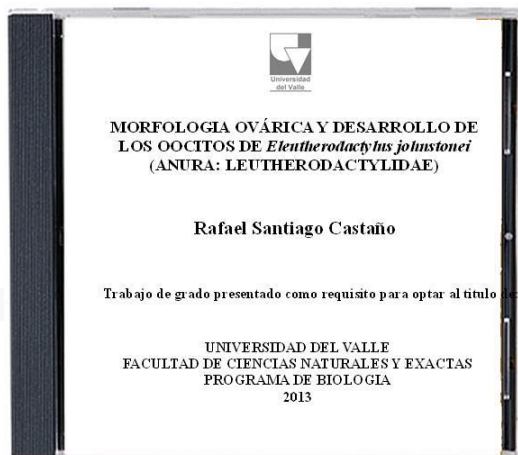 Universidad
del Valle
MORFOLOGIA OVÁRICA Y DESARROLLO DE
LOS OOCITOS DE Eleutherodactylus johnstonei
(ANURA: LEUTHERODACTYLIDAE)
Rafael Santiago Castaño
Trabajo de grado presentado como requisito para optar al titulo de:
UNIVERSIDAD DEL VALLE
FACULTAD DE CIENCIAS NATURALES Y EXACTAS
PROGRAMA DE BIOLOGIA
2013